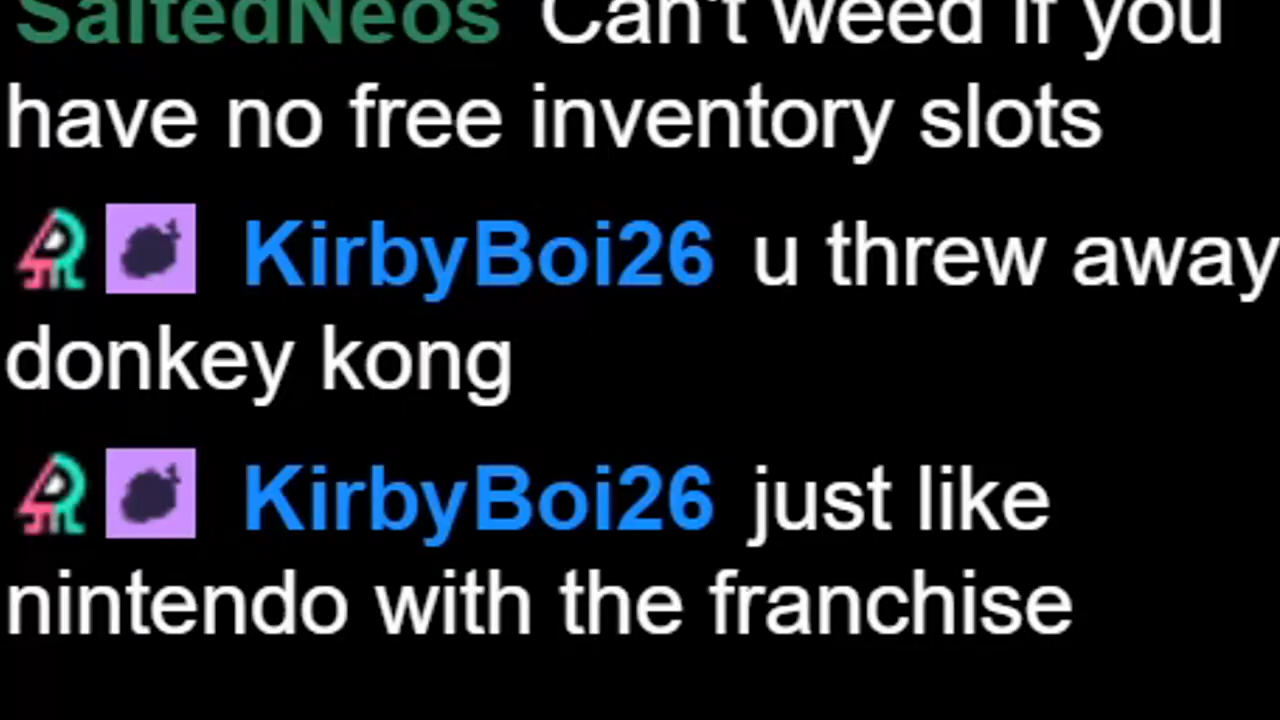 SaltedNeos Can't weed if you
have no free inventory slots
KirbyBoi26 u threw away
donkey kong
KirbyBoi26 just like
nintendo with the franchise